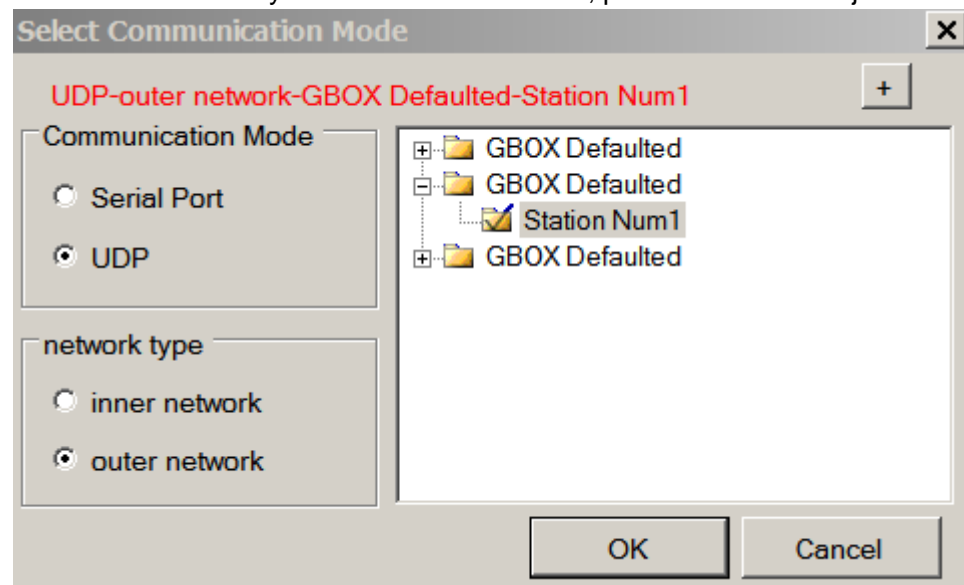 Select Communication Mode
UDP-outer network-GBOX Defaulted-Station Num1
+
Communication Mode
Serial Port
UDP
network type
inner network
outer network
GBOX Defaulted
GBOX Defaulted
Station Num1
GBOX Defaulted
OK
Cancel